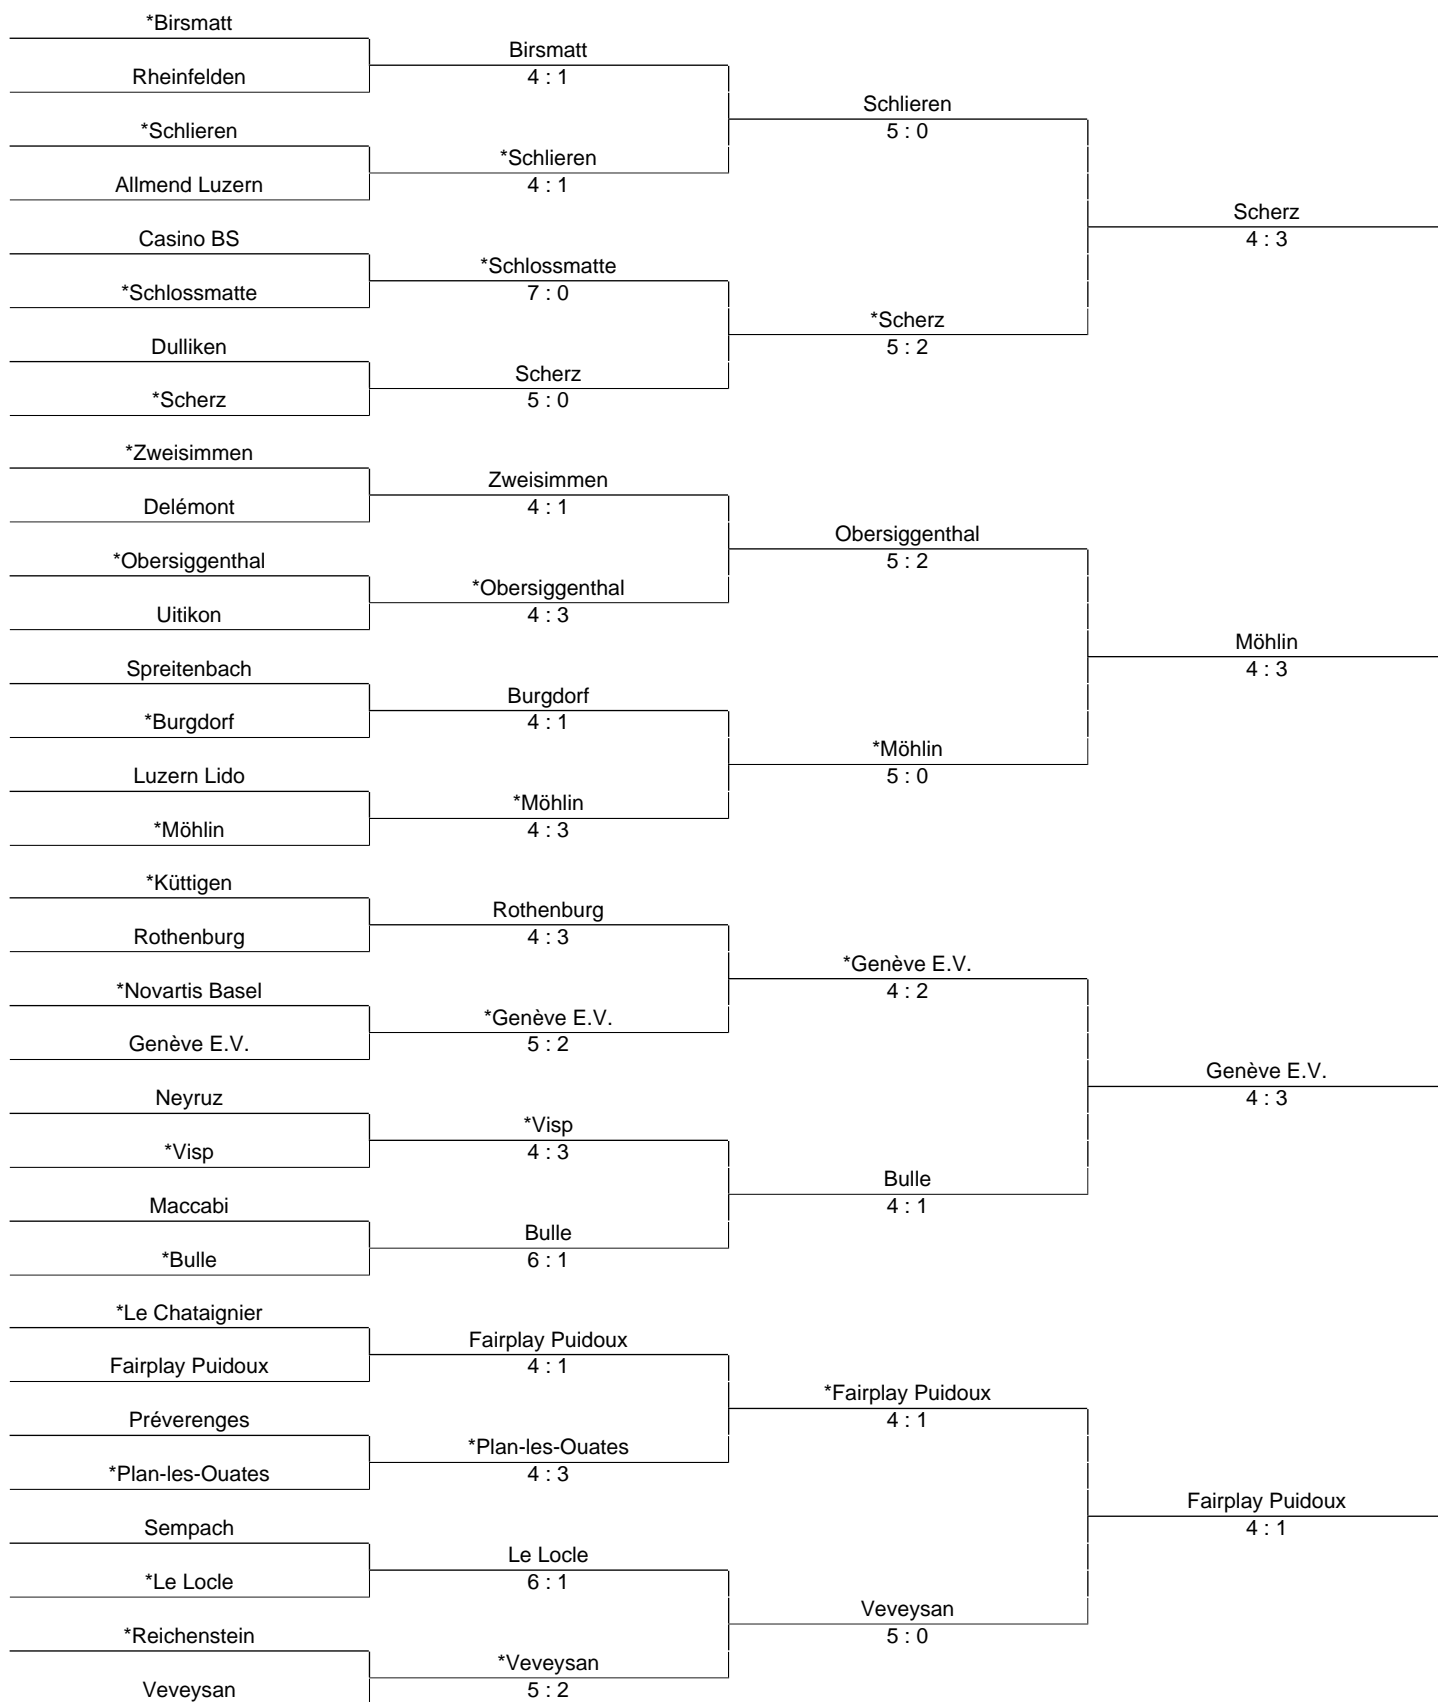 *Birsmatt
Birsmatt
Rheinfelden
4 : 1
Schlieren
*Schlieren
5 : 0
*Schlieren
Allmend Luzern
4 : 1
Scherz
Casino BS
4 : 3
*Schlossmatte
*Schlossmatte
7 : 0
*Scherz
Dulliken
5 : 2
Scherz
*Scherz
5 : 0
*Zweisimmen
Zweisimmen
Delémont
4 : 1
Obersiggenthal
*Obersiggenthal
5 : 2
*Obersiggenthal
Uitikon
4 : 3
Möhlin
Spreitenbach
4 : 3
Burgdorf
*Burgdorf
4 : 1
*Möhlin
Luzern Lido
5 : 0
*Möhlin
*Möhlin
4 : 3
*Küttigen
Rothenburg
Rothenburg
4 : 3
*Genève E.V.
*Novartis Basel
4 : 2
*Genève E.V.
Genève E.V.
5 : 2
Genève E.V.
Neyruz
4 : 3
*Visp
*Visp
4 : 3
Bulle
Maccabi
4 : 1
Bulle
*Bulle
6 : 1
*Le Chataignier
Fairplay Puidoux
Fairplay Puidoux
4 : 1
*Fairplay Puidoux
Préverenges
4 : 1
*Plan-les-Ouates
*Plan-les-Ouates
4 : 3
Fairplay Puidoux
Sempach
4 : 1
Le Locle
*Le Locle
6 : 1
Veveysan
*Reichenstein
5 : 0
*Veveysan
Veveysan
5 : 2